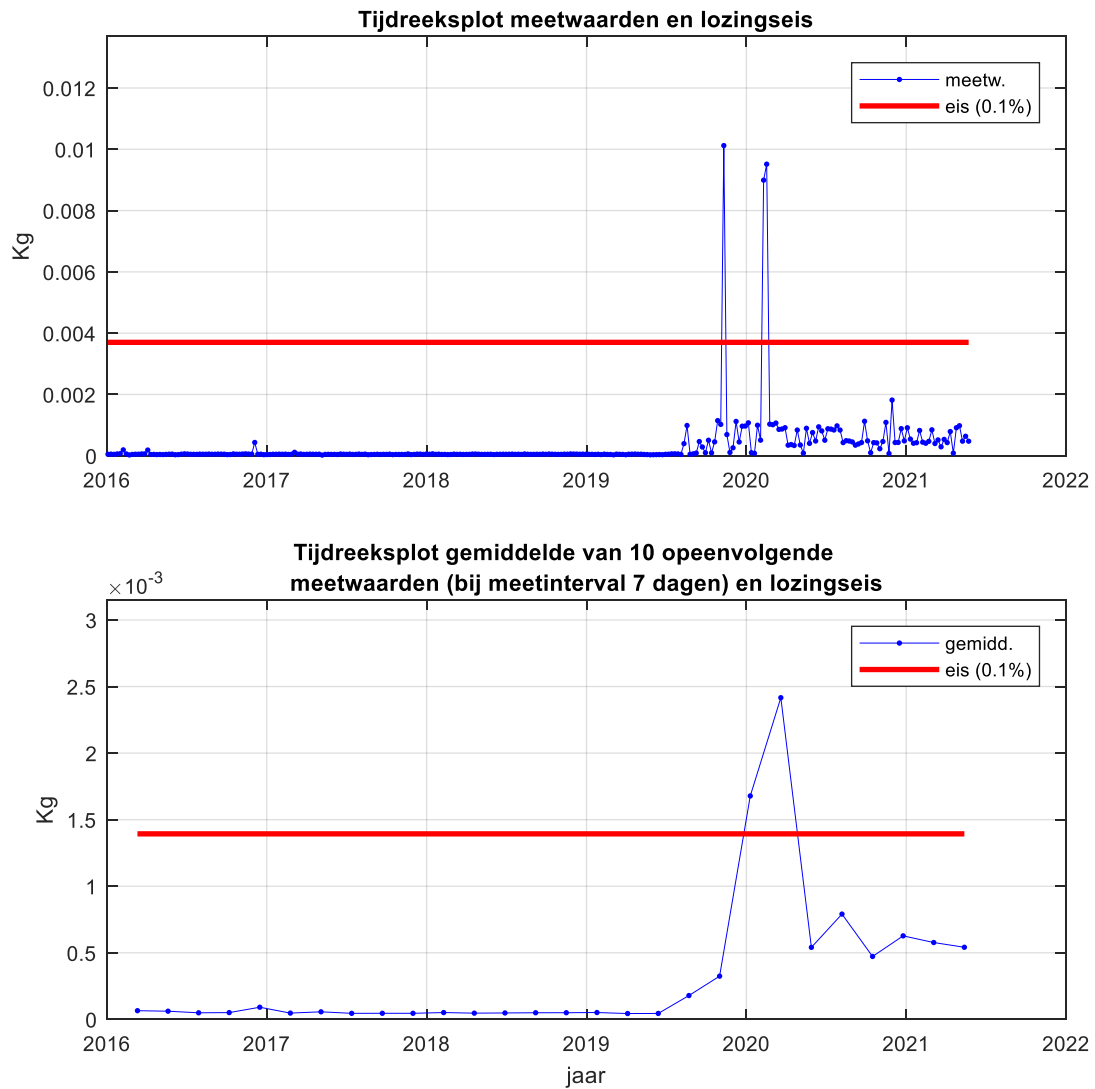 Tijdreeksplot meetwaarden en lozingseis
0.012
0.01
0.008
0.006
0.004
0.002
0
Kg
meetw.
eis (0.1%)
2016 2017 2018 2019 2020 2021 2022
Tijdreeksplot gemiddelde van 10 opeenvolgende
meetwaarden (bij meetinterval 7 dagen) en lozingseis
×10-3
3
2.5
2
1.5
1
0.5
0
Kg
gemidd.
eis (0.1%)
2016 2017 2018 2019 2020 2021 2022
jaar